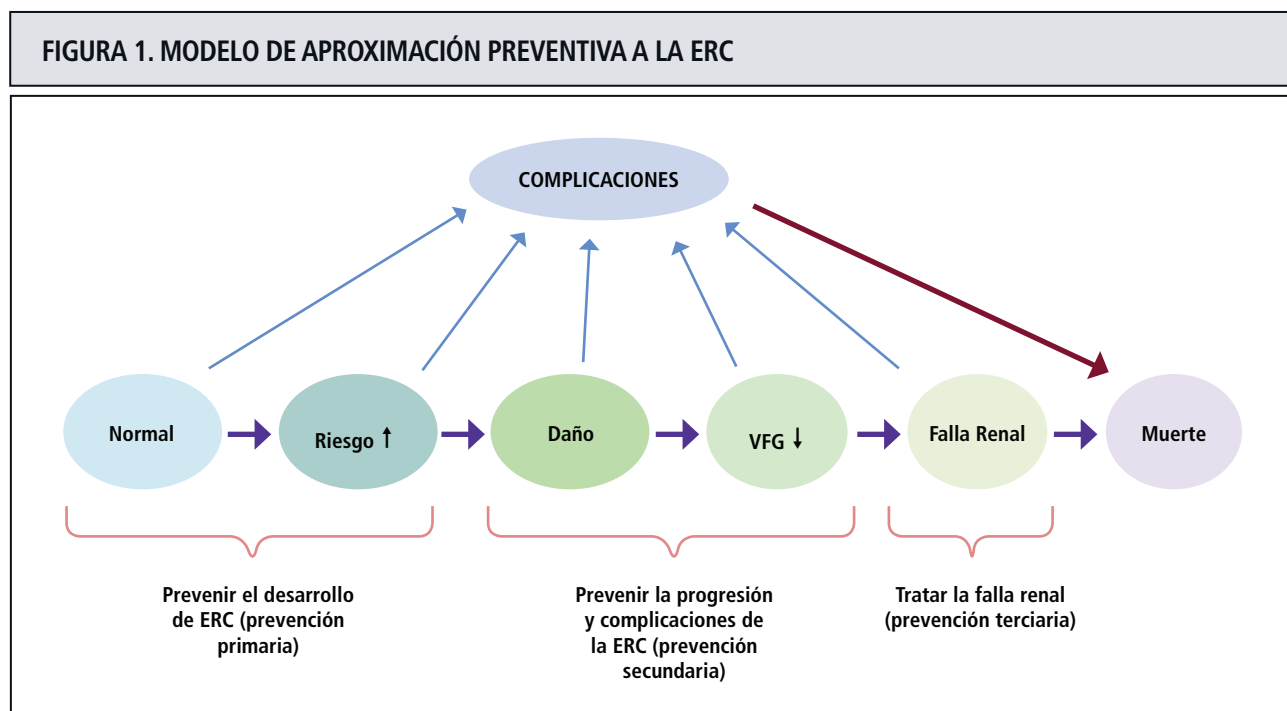 FIGURA 1. MODELO DE APROXIMACIÓN PREVENTIVA A LA ERC
COMPLICACIONES
Normal
Riesgo ↑
Daño
VFG ↓
Falla Renal
Muerte
Prevenir el desarrollo
de ERC (prevención
primaria)
Prevenir la progresión
y complicaciones de
la ERC (prevención
secundaria)
Tratar la falla renal
(prevención terciaria)